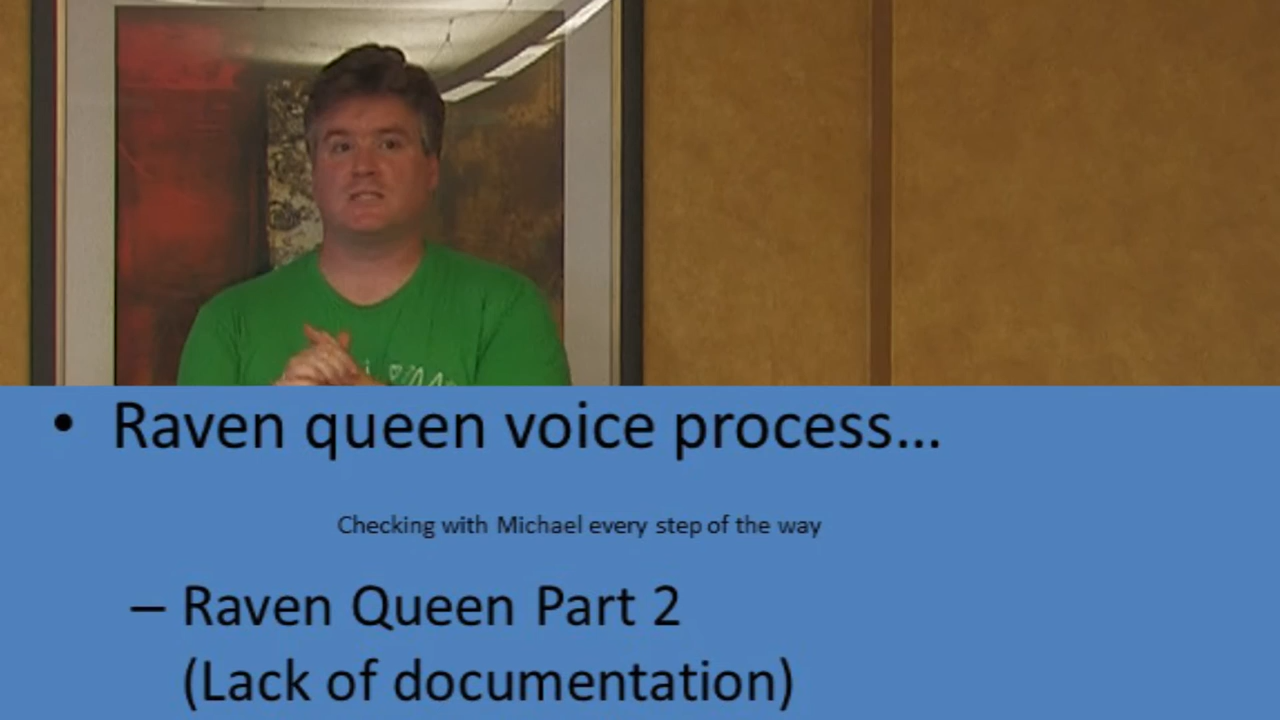 • Raven queen voice process...
Checking with Michael every step of the way
– Raven Queen Part 2
(Lack of documentation)